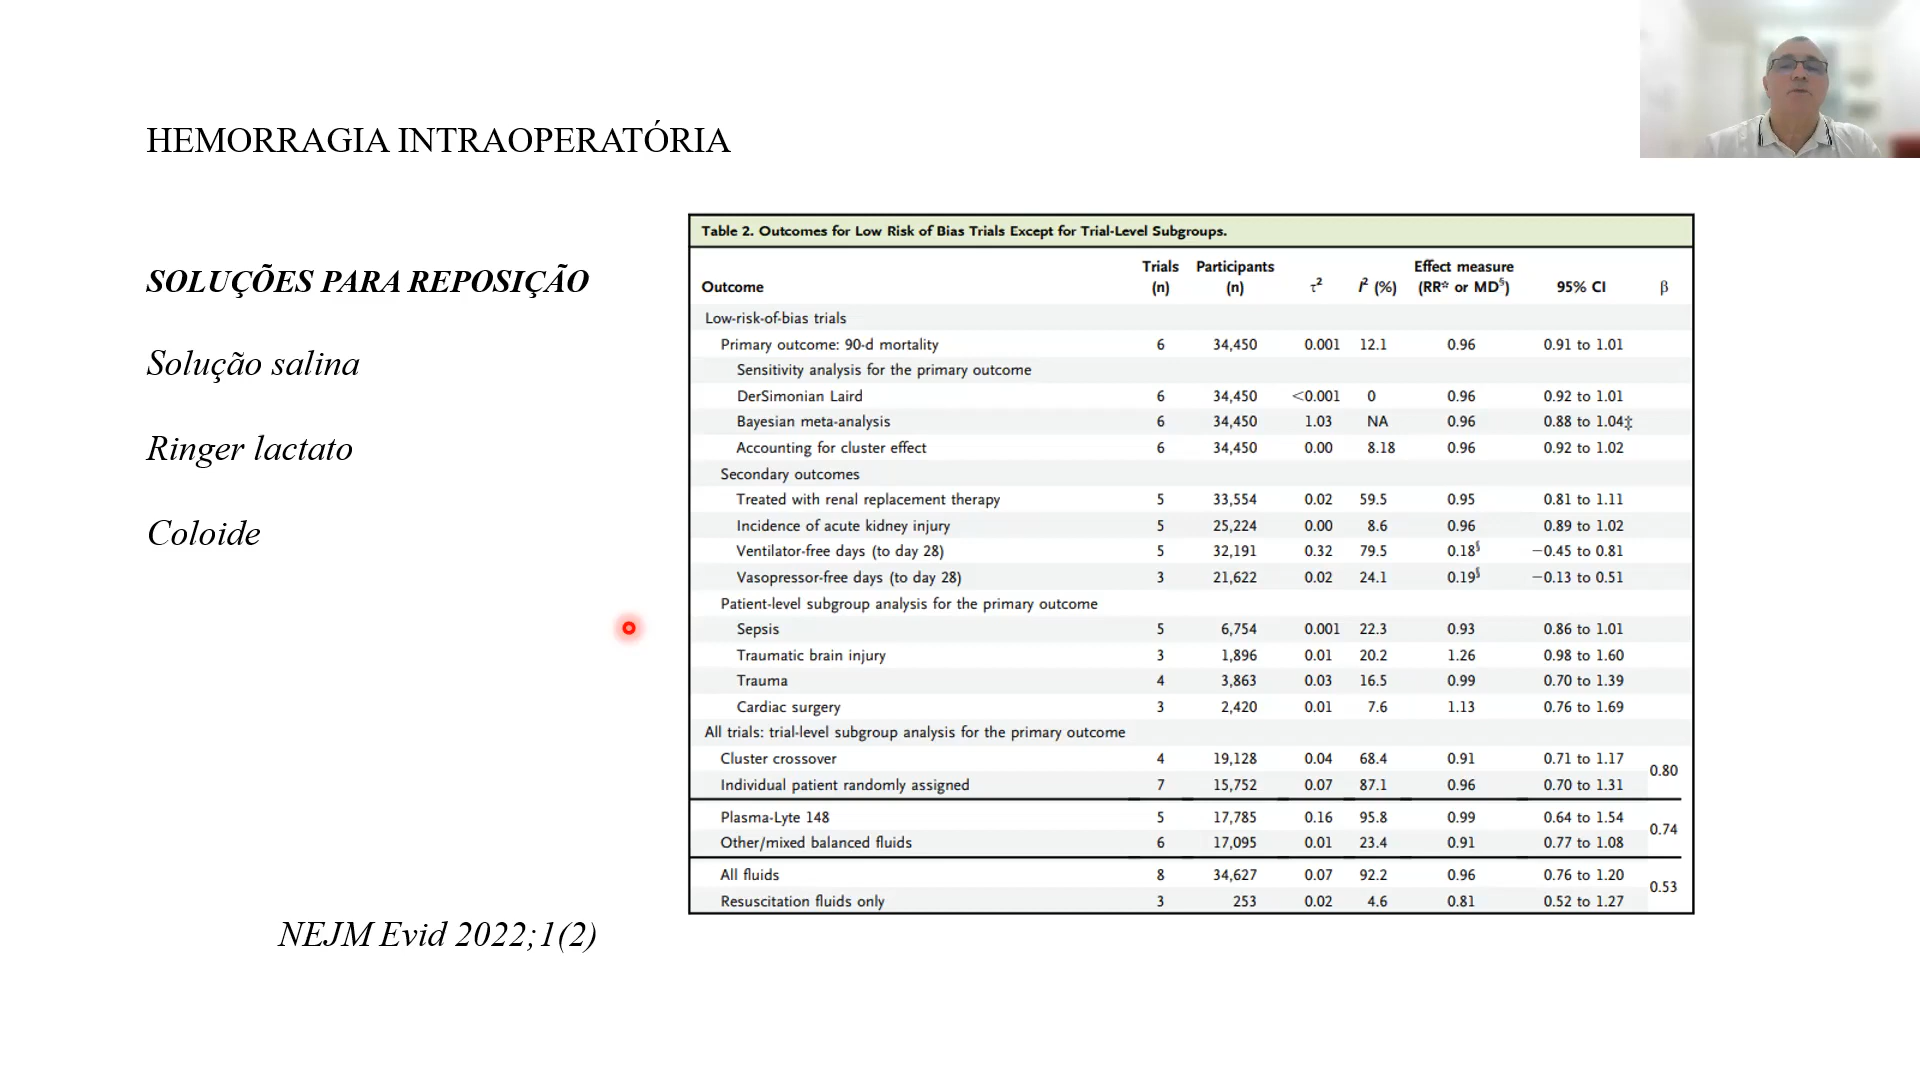 HEMORRAGIA INTRAOPERATÓRIA
SOLUÇÕES PARA REPOSIÇÃO
Solução salina
Ringer lactato
Coloide
NEJM Evid 2022;1(2)
Table 2. Outcomes for Low Risk of Bias Trials Except for Trial-Level Subgroups.
Outcome Trials (n) Participants (n) τ² I² (%) Effect measure (RR* or MD§) 95% CI β
Low-risk-of-bias trials
Primary outcome: 90-d mortality 6 34,450 0.001 12.1 0.96 0.91 to 1.01
Sensitivity analysis for the primary outcome
DerSimonian Laird 6 34,450 <0.001 0 0.96 0.92 to 1.01
Bayesian meta-analysis 6 34,450 1.03 NA 0.96 0.88 to 1.04‡
Accounting for cluster effect 6 34,450 0.00 8.18 0.96 0.92 to 1.02
Secondary outcomes
Treated with renal replacement therapy 5 33,554 0.02 59.5 0.95 0.81 to 1.11
Incidence of acute kidney injury 5 25,224 0.00 8.6 0.96 0.89 to 1.02
Ventilator-free days (to day 28) 5 32,191 0.32 79.5 0.18§ −0.45 to 0.81
Vasopressor-free days (to day 28) 3 21,622 0.02 24.1 0.19§ −0.13 to 0.51
Patient-level subgroup analysis for the primary outcome
Sepsis 5 6,754 0.001 22.3 0.93 0.86 to 1.01
Traumatic brain injury 3 1,896 0.01 20.2 1.26 0.98 to 1.60
Trauma 4 3,863 0.03 16.5 0.99 0.70 to 1.39
Cardiac surgery 3 2,420 0.01 7.6 1.13 0.76 to 1.69
All trials: trial-level subgroup analysis for the primary outcome
Cluster crossover 4 19,128 0.04 68.4 0.91 0.71 to 1.17
0.80
Individual patient randomly assigned 7 15,752 0.07 87.1 0.96 0.70 to 1.31
Plasma-Lyte 148 5 17,785 0.16 95.8 0.99 0.64 to 1.54
0.74
Other/mixed balanced fluids 6 17,095 0.01 23.4 0.91 0.77 to 1.08
All fluids 8 34,627 0.07 92.2 0.96 0.76 to 1.20
0.53
Resuscitation fluids only 3 253 0.02 4.6 0.81 0.52 to 1.27